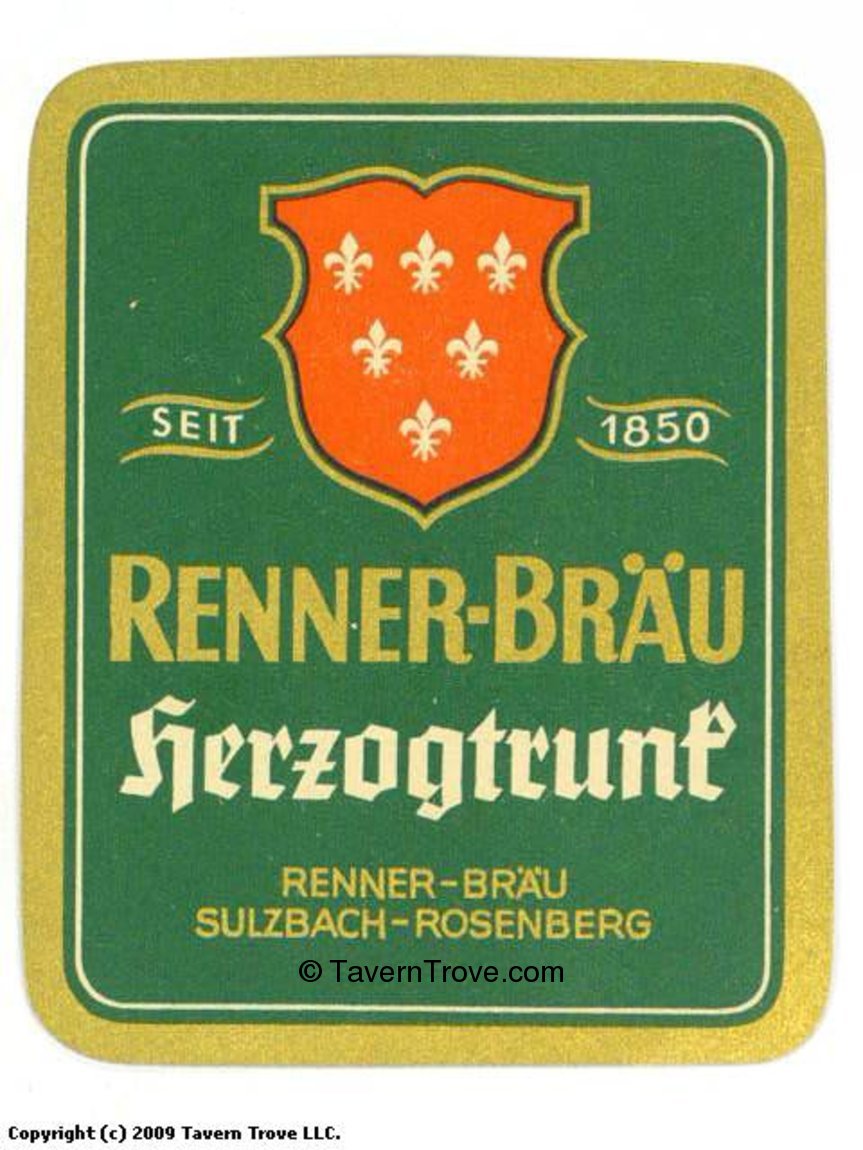 SEIT 1850
RENNER-BRÄU
Herzogtrunk
RENNER-BRÄU
SULZBACH-ROSENBERG
© TavernTrove.com
Copyright (c) 2009 Tavern Trove LLC.